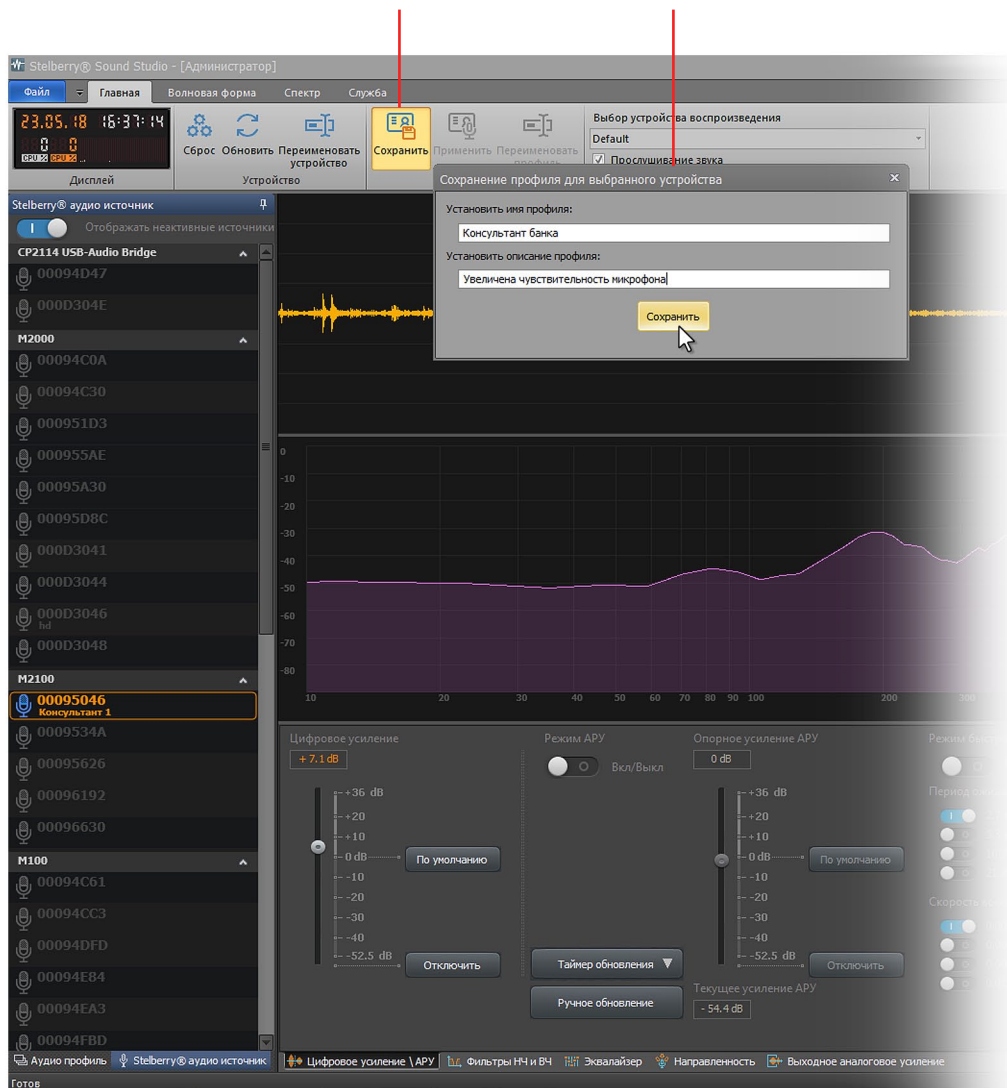 Stelberry® Sound Studio - [Администратор]
Файл Главная Волновая форма Спектр Служба
23.05.18 16:37:14
0 0
CPU % CPU %
Дисплей
Сброс Обновить Переименовать устройство
Устройство
Сохранить Применить Переименовать профиль
Выбор устройства воспроизведения
Default
Прослушивание звука
Сохранение профиля для выбранного устройства
Установить имя профиля:
Консультант банка
Установить описание профиля:
Увеличена чувствительность микрофона
Сохранить
Stelberry® аудио источник
Отображать неактивные источники
CP2114 USB-Audio Bridge
00094D47
000D304E
M2000
00094C0A
00094C30
000951D3
000955AE
00095A30
00095D8C
000D3041
000D3044
000D3046
hd
000D3048
M2100
00095046
Консультант 1
0009534A
00095626
00096192
00096630
M100
00094C61
00094CC3
00094DFD
00094E84
00094EA3
00094FBD
Аудио профиль Stelberry® аудио источник
0
-10
-20
-30
-40
-50
-60
-70
-80
10 20 30 40 50 60 70 80 90 100 200 300
Цифровое усиление
+ 7.1 dB
+36 dB
+20
+10
0 dB
-10
-20
-30
-40
-52.5 dB
По умолчанию
Отключить
Режим АРУ
Вкл/Выкл
Таймер обновления
Ручное обновление
Опорное усиление АРУ
0 dB
+36 dB
+20
+10
0 dB
-10
-20
-30
-40
-52.5 dB
По умолчанию
Отключить
Текущее усиление АРУ
- 54.4 dB
Режим
Период
Скорость
Цифровое усиление \ АРУ Фильтры НЧ и ВЧ Эквалайзер Направленность Выходное аналоговое усиление
Готов